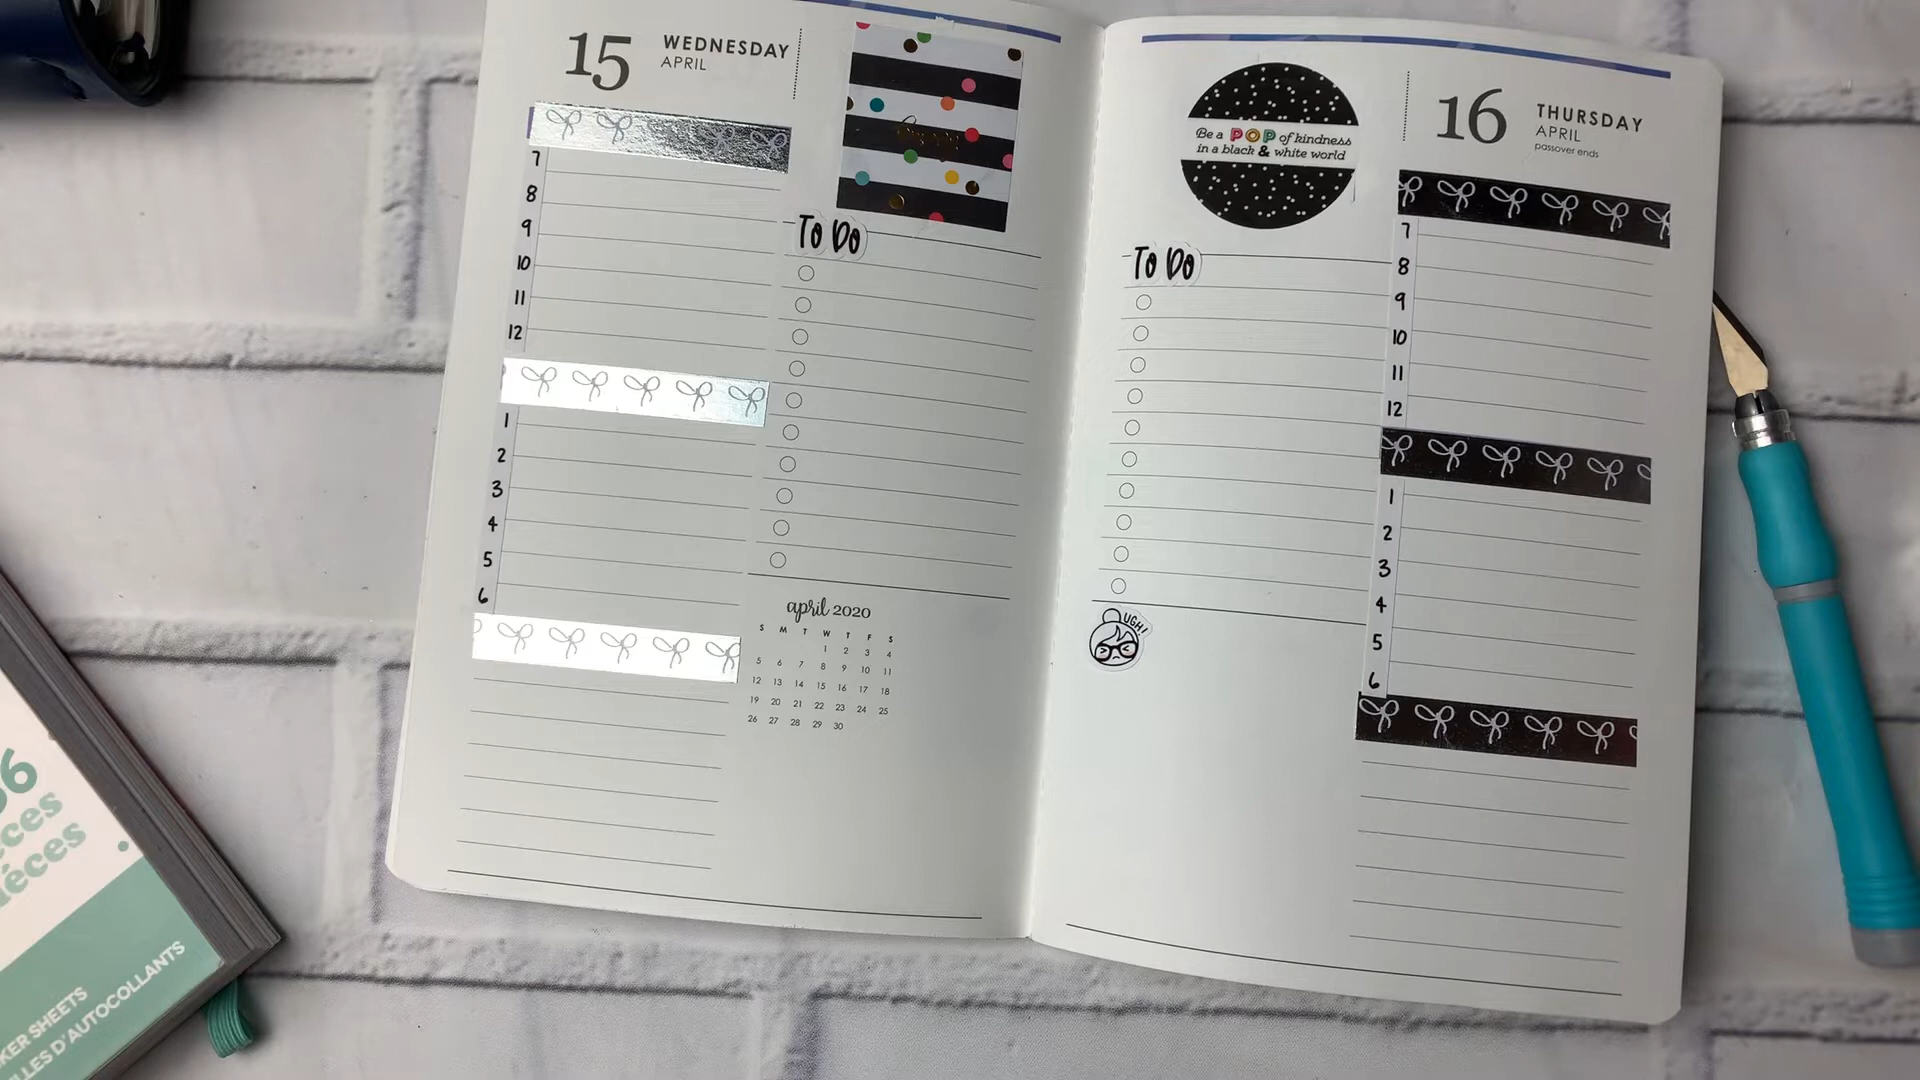 15 WEDNESDAY
APRIL
7
8
9
10
11
12
1
2
3
4
5
6
To Do
april 2020
S M T W T F S
1 2 3 4
5 6 7 8 9 10 11
12 13 14 15 16 17 18
19 20 21 22 23 24 25
26 27 28 29 30
Be a POP of kindness
in a black & white world
To Do
UGH!
16 THURSDAY
APRIL
passover ends
7
8
9
10
11
12
1
2
3
4
5
6
SHEETS
D'AUTOCOLLANTS